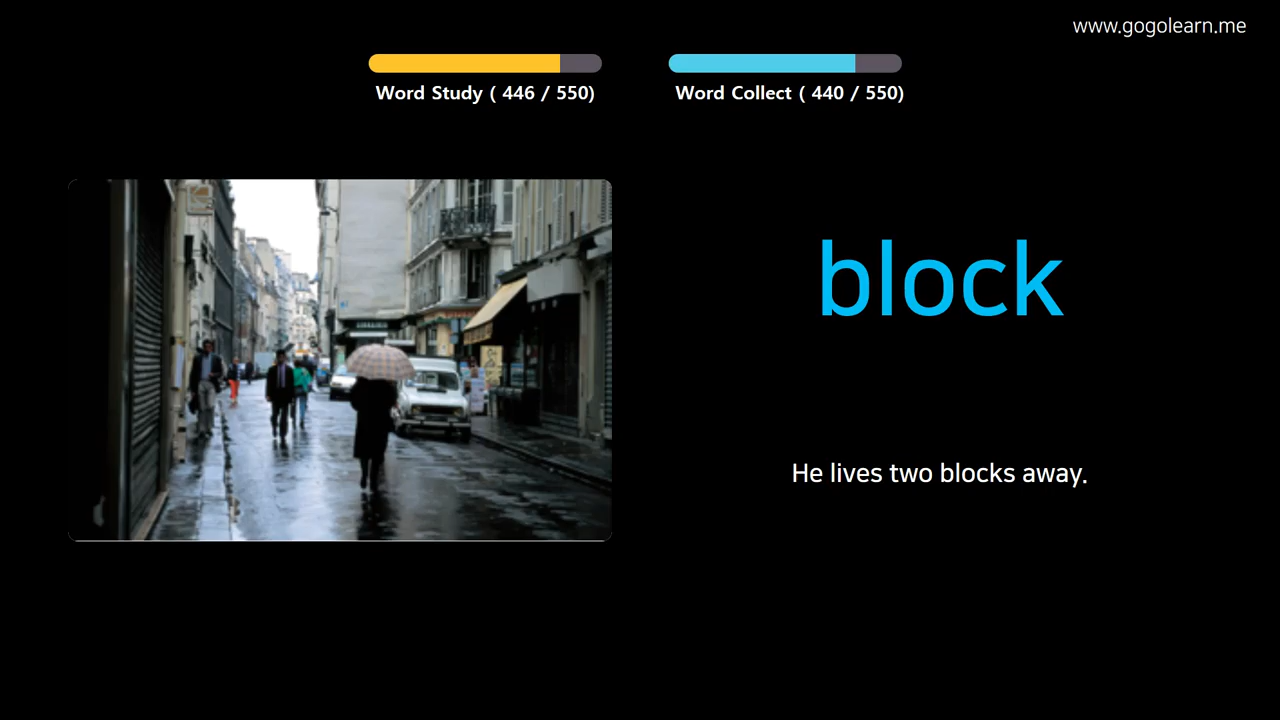 www.gogolearn.me
Word Study ( 446 / 550)
Word Collect ( 440 / 550)
block
He lives two blocks away.